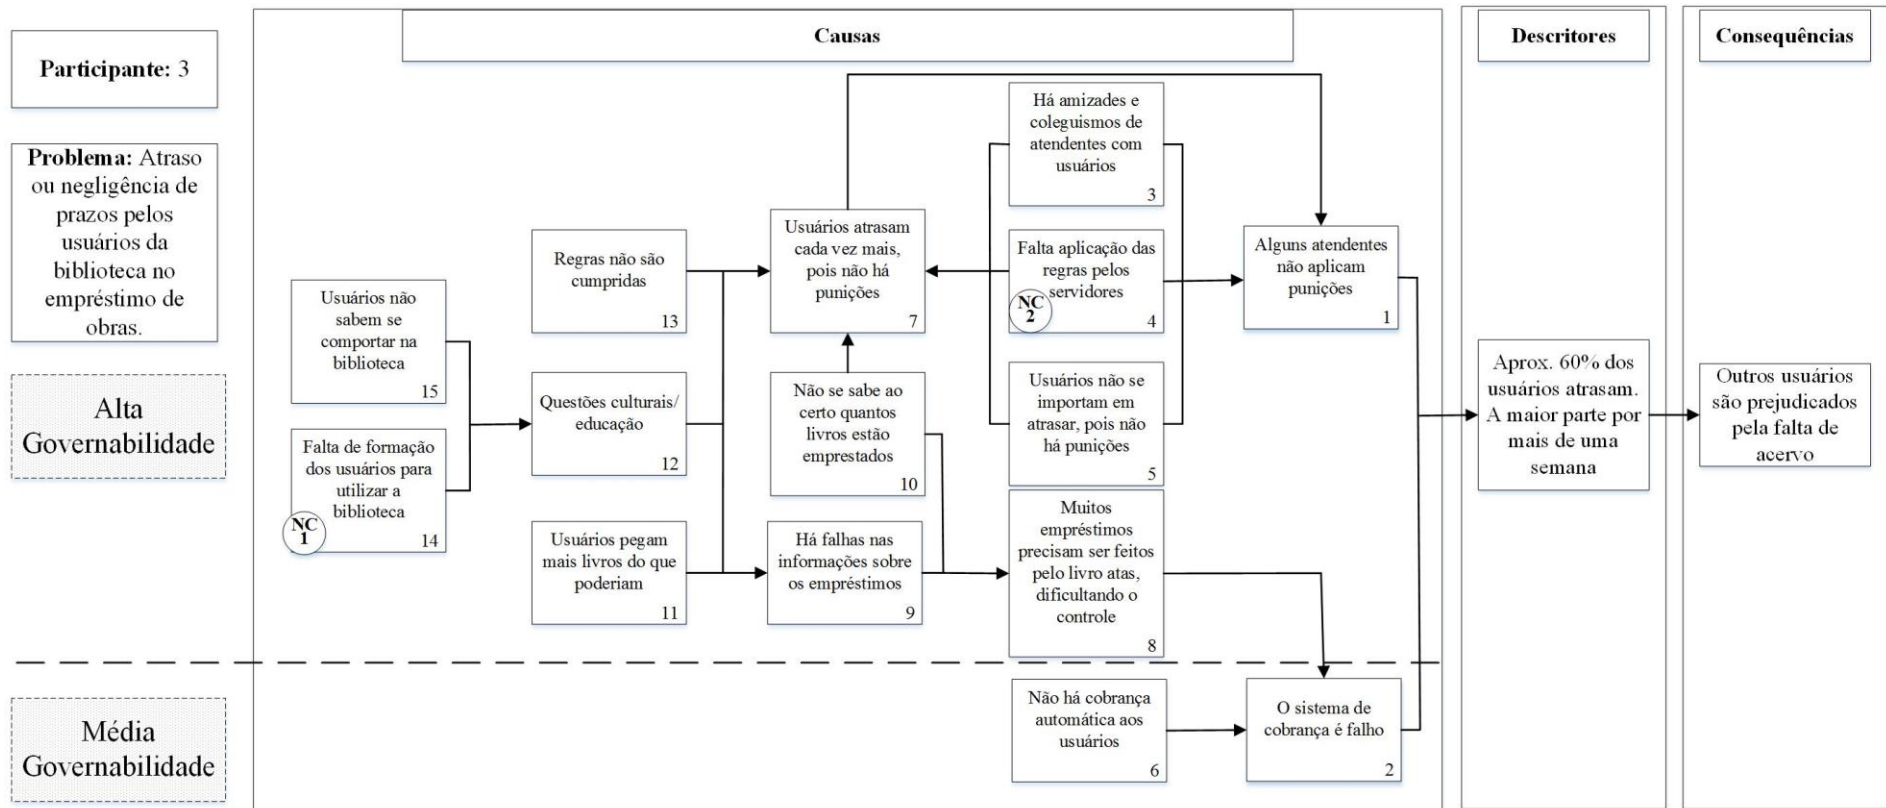 Participante: 3
Problema: Atraso
ou negligência de
prazos pelos
usuários da
biblioteca no
empréstimo de
obras.
Alta
Governabilidade
Média
Governabilidade
Causas
Usuários não
sabem se
comportar na
biblioteca
15
Falta de formação
dos usuários para
utilizar a
biblioteca
14
NC
1
Regras não são
cumpridas
13
Questões culturais/
educação
12
Usuários pegam
mais livros do que
poderiam
11
Usuários atrasam
cada vez mais,
pois não há
punições
7
Não se sabe ao
certo quantos
livros estão
emprestados
10
Há falhas nas
informações sobre
os empréstimos
9
Há amizades e
coleguismos de
atendentes com
usuários
3
Falta aplicação das
regras pelos
servidores
4
NC
2
Usuários não se
importam em
atrasar, pois não
há punições
5
Muitos
empréstimos
precisam ser feitos
pelo livro atas,
dificultando o
controle
8
Não há cobrança
automática aos
usuários
6
Alguns atendentes
não aplicam
punições
1
O sistema de
cobrança é falho
2
Descritores
Aprox. 60% dos
usuários atrasam.
A maior parte por
mais de uma
semana
Consequências
Outros usuários
são prejudicados
pela falta de
acervo